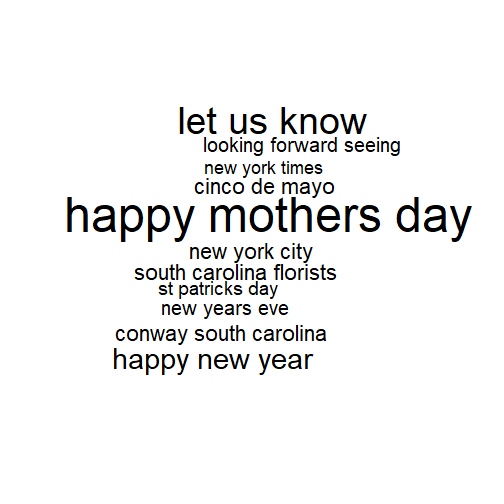 let us know
looking forward seeing
new york times
cinco de mayo
happy mothers day
new york city
south carolina florists
st patricks day
new years eve
conway south carolina
happy new year